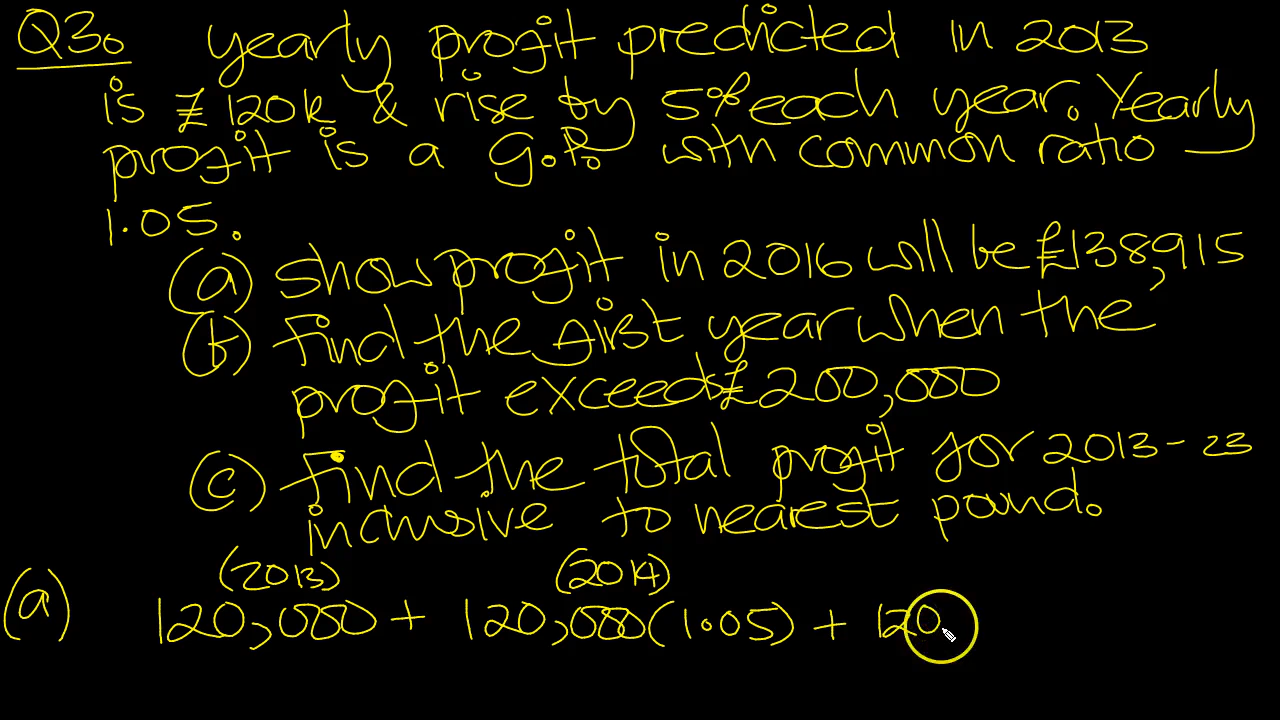 Q3. yearly profit predicted in 2013
is £120k & rise by 5% each year. Yearly
profit is a G.P. with common ratio
1.05.
(a) show profit in 2016 will be £138,915
(b) Find the first year when the
profit exceeds £200,000
(c) Find the total profit for 2013-23
inclusive to nearest pound.
(2013) (2014)
(a) 120,000 + 120,000(1.05) + 120